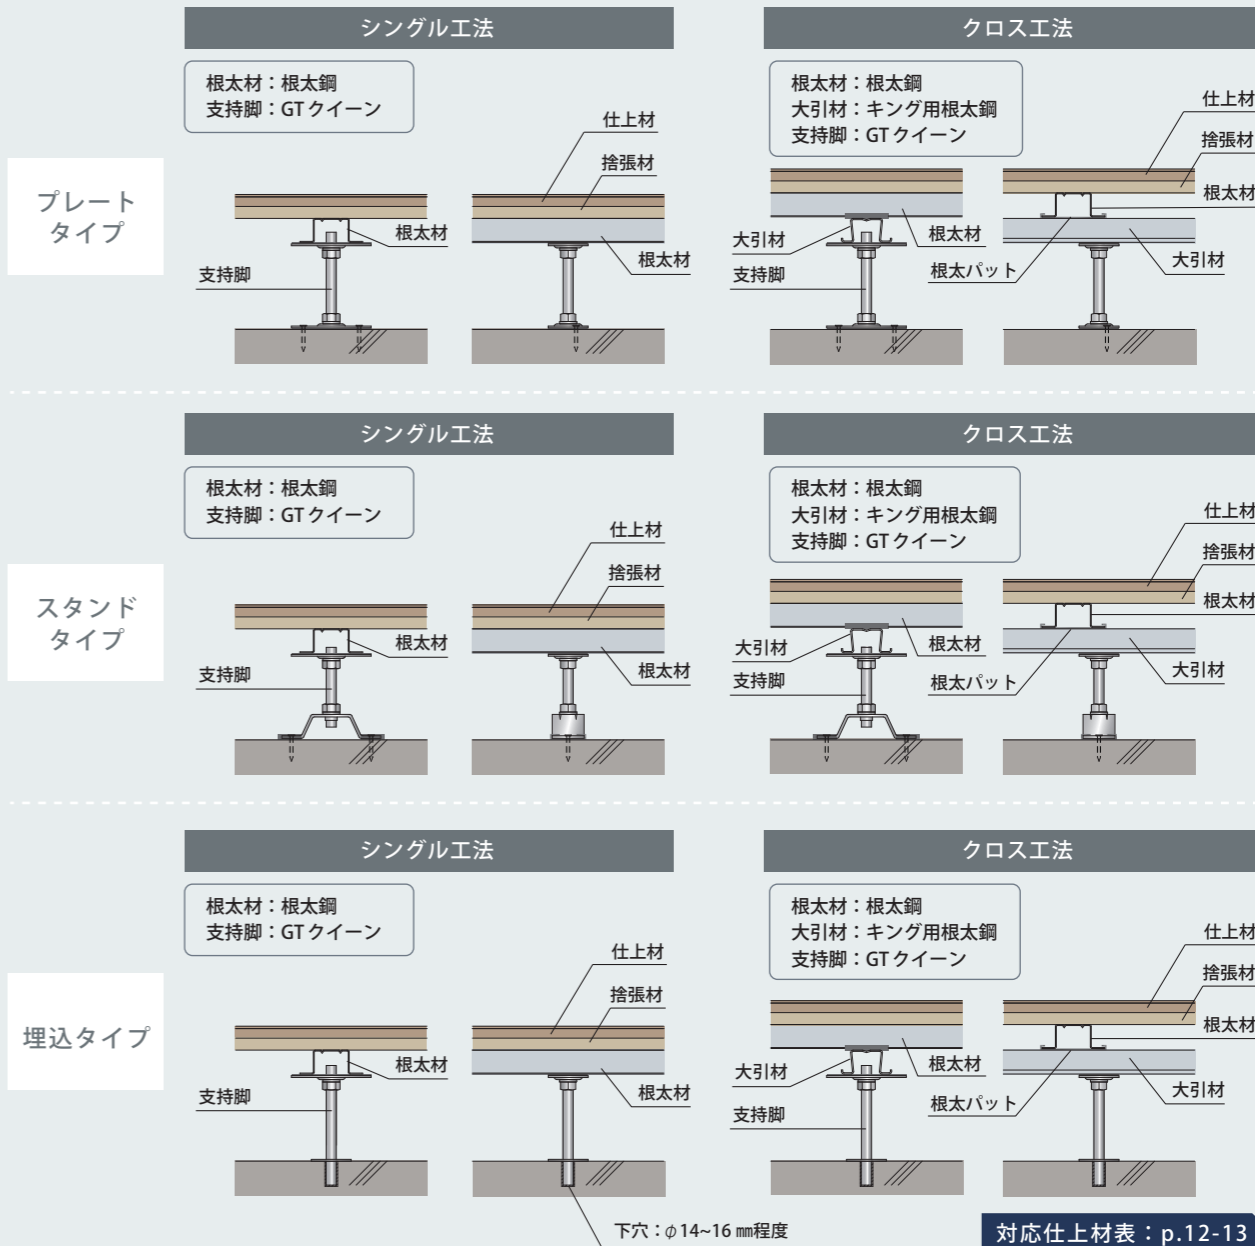 シングル工法
根太材：根太鋼
支持脚：GTクイーン
プレート
タイプ
仕上材
捨張材
根太材
根太材
支持脚
クロス工法
根太材：根太鋼
大引材：キング用根太鋼
支持脚：GTクイーン
仕上材
捨張材
根太材
大引材
根太材
大引材
支持脚
根太パット
シングル工法
根太材：根太鋼
支持脚：GTクイーン
スタンド
タイプ
仕上材
捨張材
根太材
根太材
支持脚
クロス工法
根太材：根太鋼
大引材：キング用根太鋼
支持脚：GTクイーン
仕上材
捨張材
根太材
大引材
根太材
大引材
支持脚
根太パット
シングル工法
根太材：根太鋼
支持脚：GTクイーン
埋込タイプ
仕上材
捨張材
根太材
根太材
支持脚
下穴：φ14~16㎜程度
クロス工法
根太材：根太鋼
大引材：キング用根太鋼
支持脚：GTクイーン
仕上材
捨張材
根太材
大引材
根太材
大引材
支持脚
根太パット
対応仕上材表：p.12-13